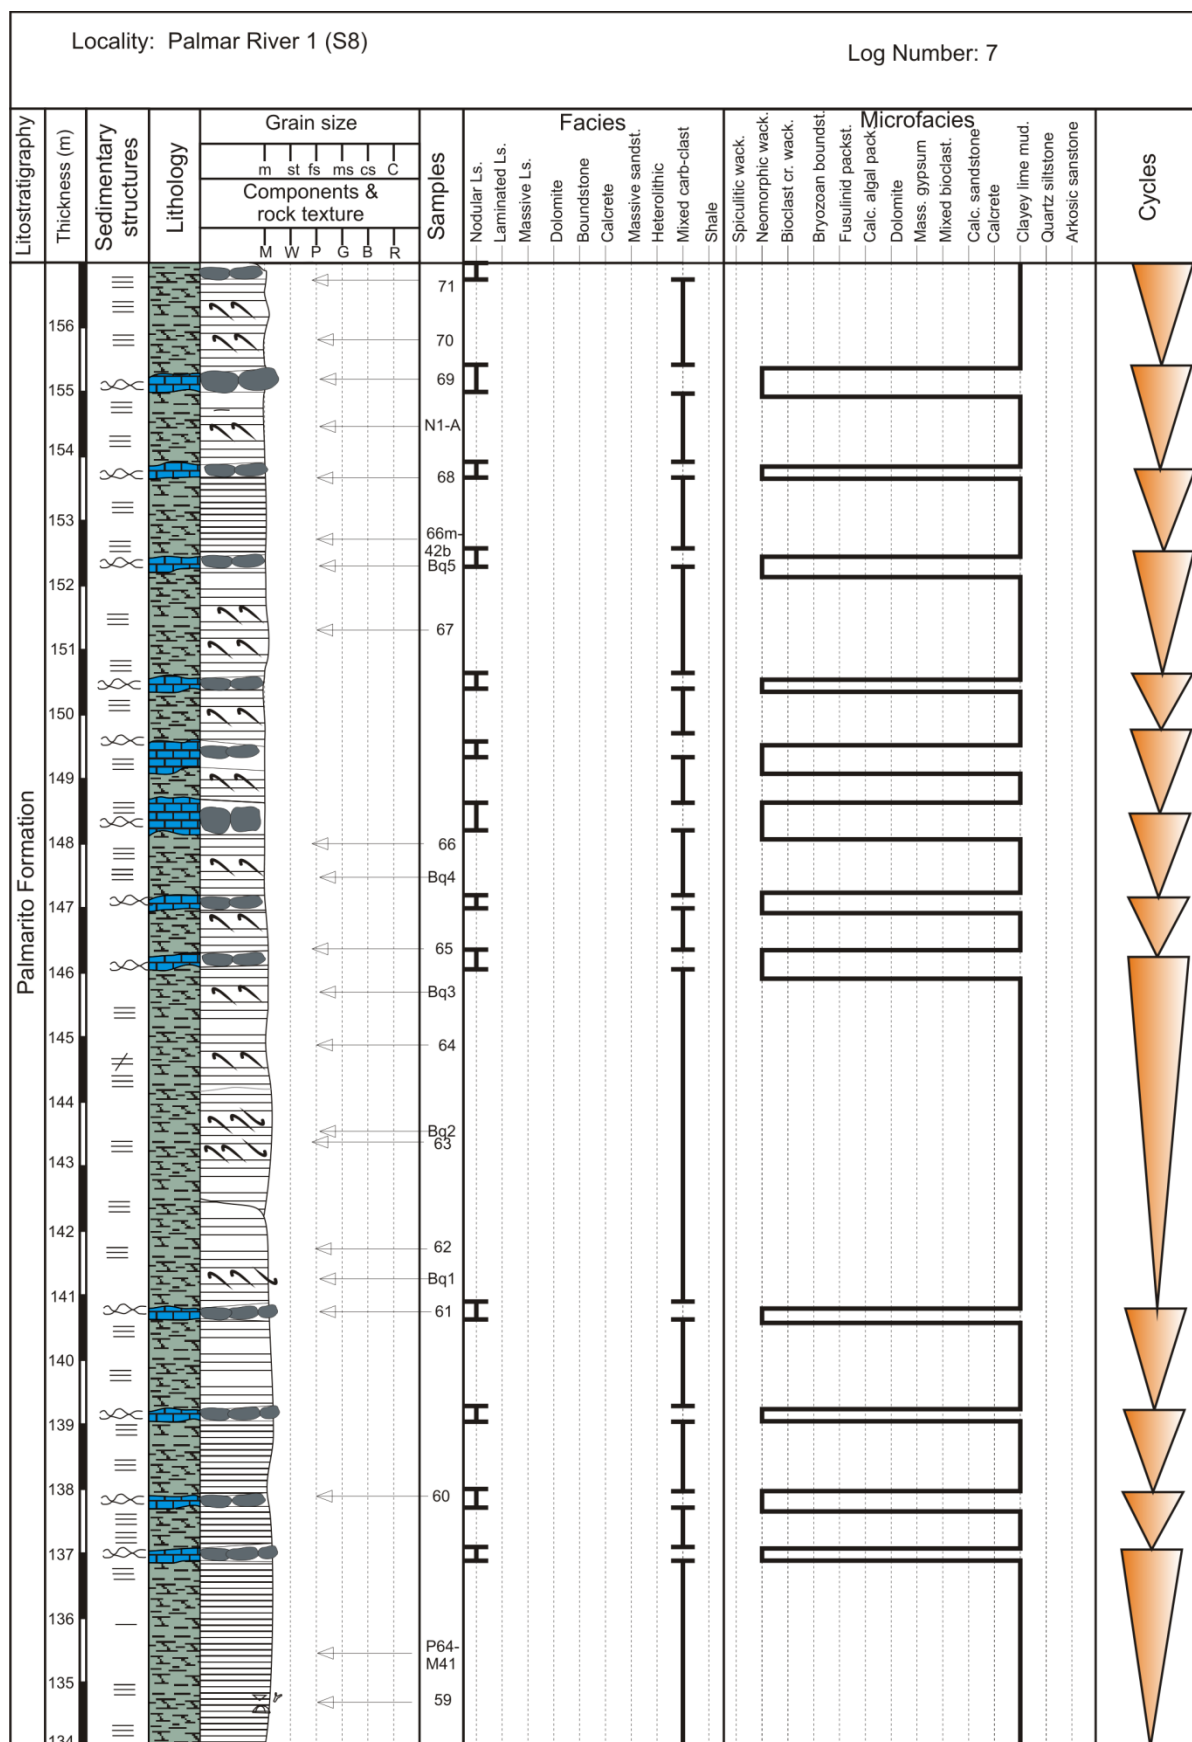 Locality: Palmar River 1 (S8)
Log Number: 7
Litostratigraphy
Thickness (m)
Sedimentary
structures
Lithology
Grain size
m st fs ms cs C
Components &
rock texture
M W P G B R
Samples
Facies
Nodular Ls.
Laminated Ls.
Massive Ls.
Dolomite
Boundstone
Calcrete
Massive sandst.
Heterolithic
Mixed carb-clast
Shale
Microfacies
Spiculitic wack.
Neomorphic wack.
Bioclast cr. wack.
Bryozoan boundst.
Fusulinid packst.
Calc. algal pack.
Dolomite
Mass. gypsum
Mixed bioclast.
Calc. sandstone
Calcrete
Clayey lime mud.
Quartz siltstone
Arkosic sanstone
Cycles
Palmarito Formation
156
155
154
153
152
151
150
149
148
147
146
145
144
143
142
141
140
139
138
137
136
135
134
71
70
69
N1-A
68
66m-
42b
Bq5
67
66
Bq4
65
Bq3
64
Bq2
63
62
Bq1
61
60
P64-
M41
59